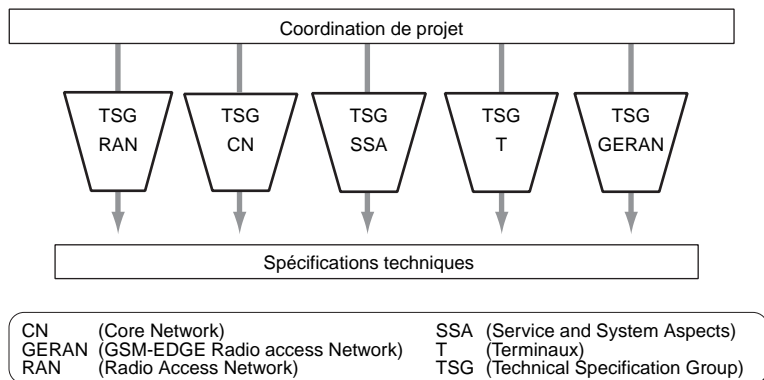 Coordination de projet
TSG
RAN
TSG
CN
TSG
SSA
TSG
T
TSG
GERAN
Spécifications techniques
CN (Core Network)
GERAN (GSM-EDGE Radio access Network)
RAN (Radio Access Network)
SSA (Service and System Aspects)
T (Terminaux)
TSG (Technical Specification Group)